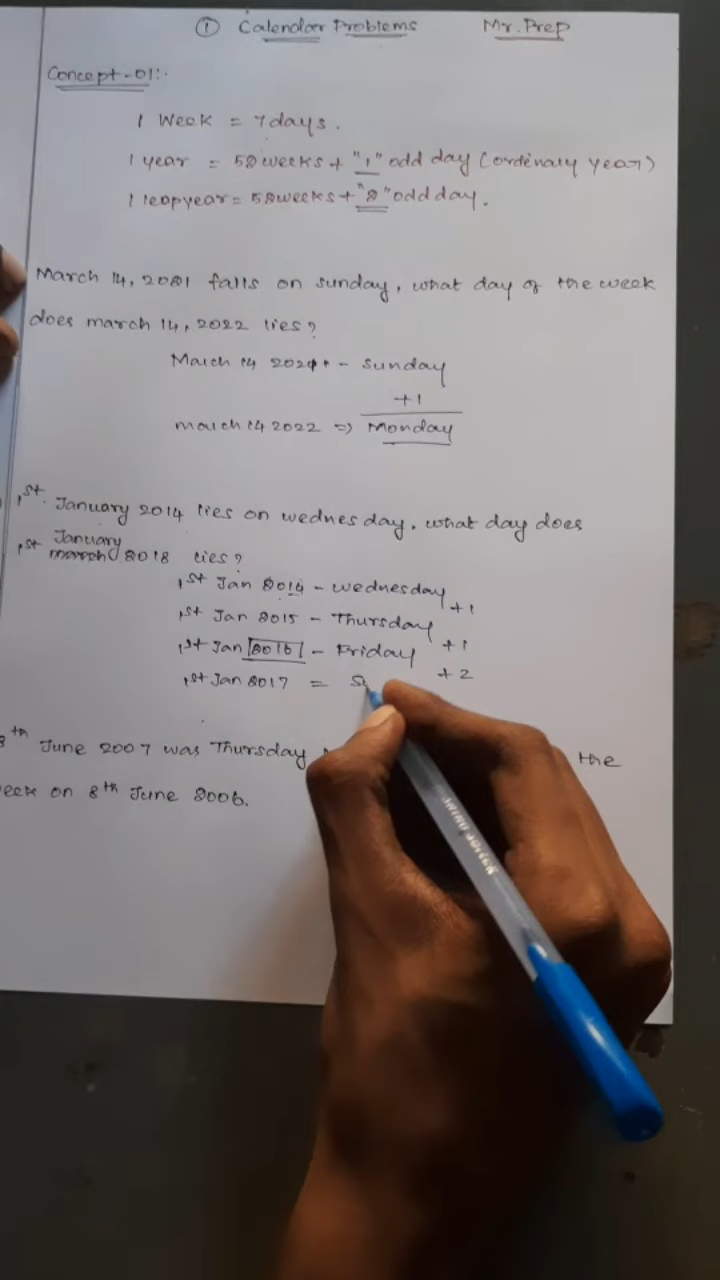 ① Calendar Problems Mr. Prep
Concept-01:-
1 Week = 7 days.
1 year = 52 weeks + "1" odd day (ordinary year)
1 leapyear = 52 weeks + "2" odd day.
March 14, 2021 falls on sunday, what day of the week
does march 14, 2022 lies?
March 14 2021 - Sunday
+1
march 14 2022 => Monday
1st January 2014 lies on wednesday, what day does
1st January 2018 lies?
1st Jan 2014 - Wednesday
+1
1st Jan 2015 - Thursday
+1
1st Jan 2016 - Friday
+2
1st Jan 2017 = S
8th June 2007 was Thursday the
eek on 8th June 2006.